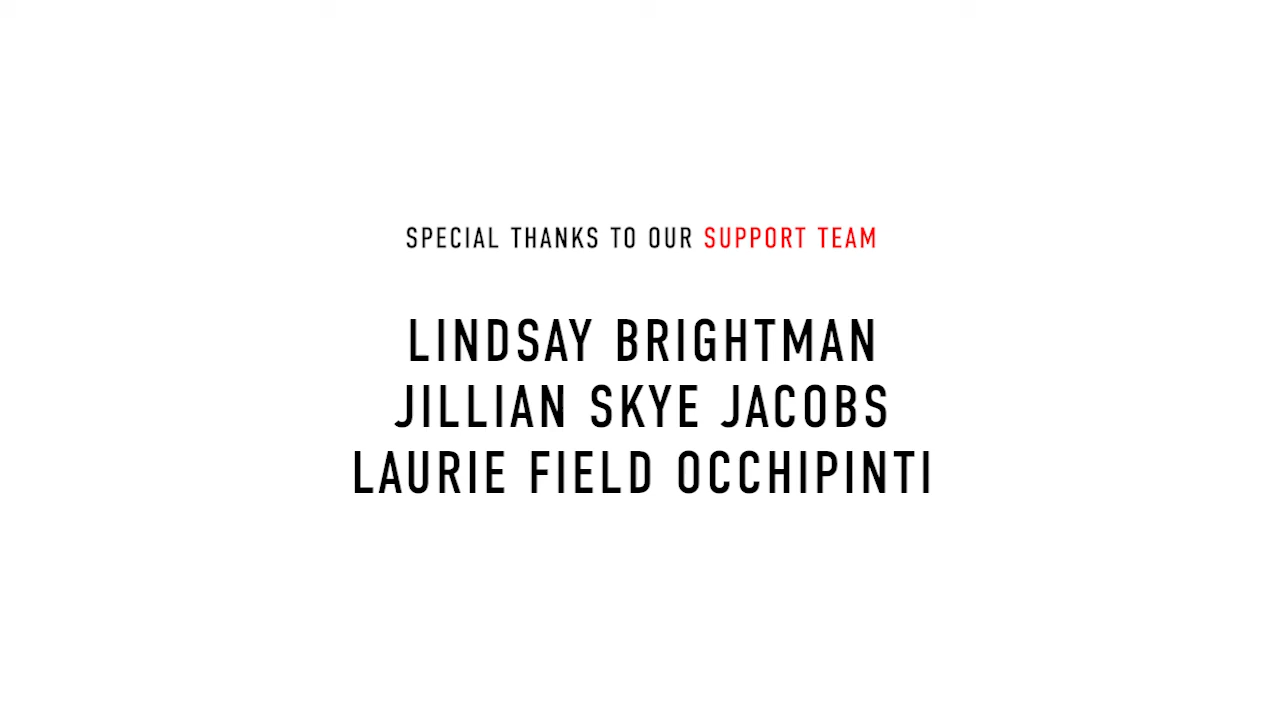 SPECIAL THANKS TO OUR SUPPORT TEAM
LINDSAY BRIGHTMAN
JILLIAN SKYE JACOBS
LAURIE FIELD OCCHIPINTI